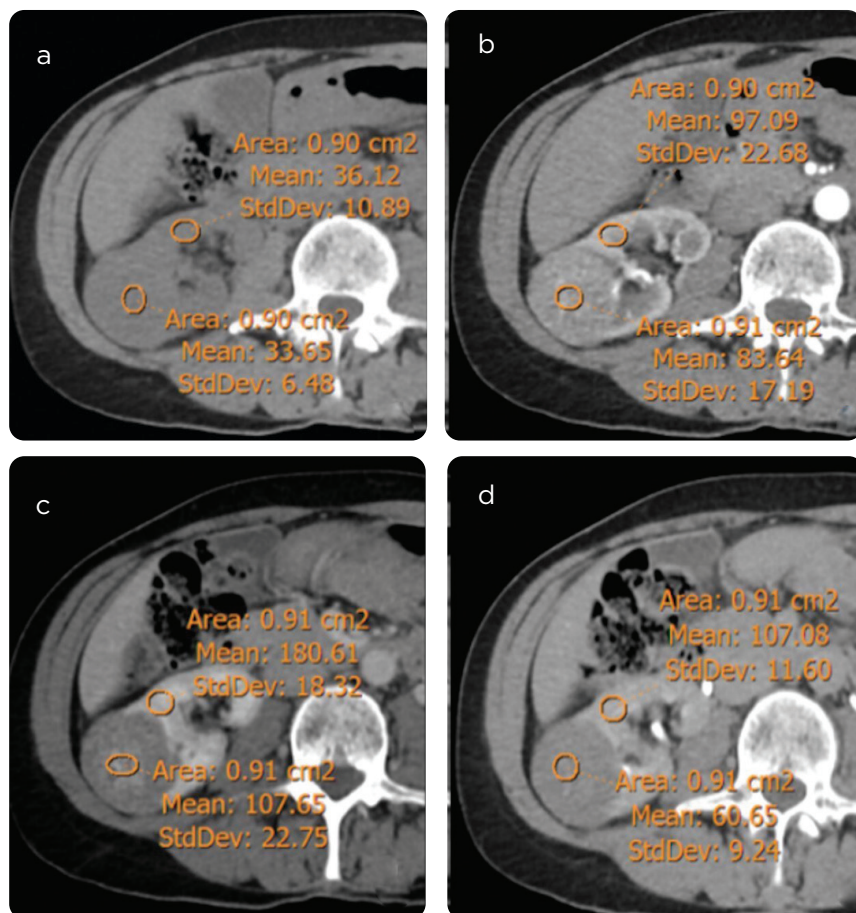 a
Area: 0.90 cm2
Mean: 36.12
StdDev: 10.89
Area: 0.90 cm2
Mean: 33.65
StdDev: 6.48
b
Area: 0.90 cm2
Mean: 97.09
StdDev: 22.68
Area: 0.91 cm2
Mean: 83.64
StdDev: 17.19
c
Area: 0.91 cm2
Mean: 180.61
StdDev: 18.32
Area: 0.91 cm2
Mean: 107.65
StdDev: 22.75
d
Area: 0.91 cm2
Mean: 107.08
StdDev: 11.60
Area: 0.91 cm2
Mean: 60.65
StdDev: 9.24